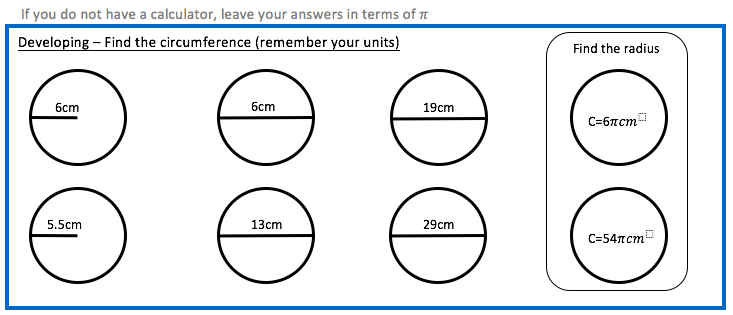 If you do not have a calculator, leave your answers in terms of π
Developing – Find the circumference (remember your units)
Find the radius
6cm
6cm
19cm
C=6πcm
5.5cm
13cm
29cm
C=54πcm